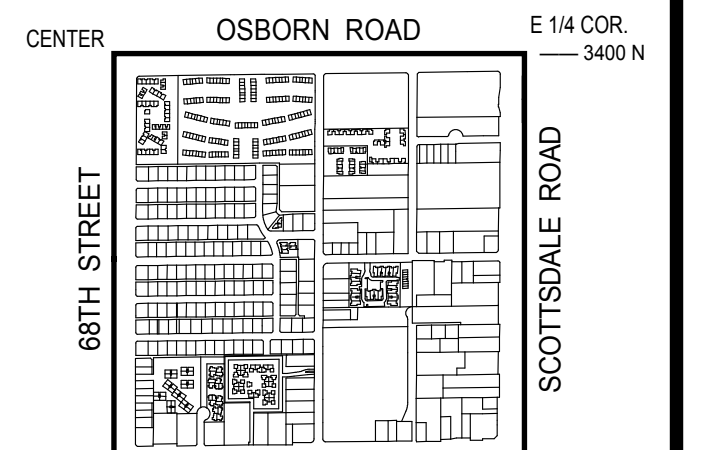 CENTER
OSBORN ROAD
E 1/4 COR.
3400 N
68TH STREET
SCOTTSDALE ROAD